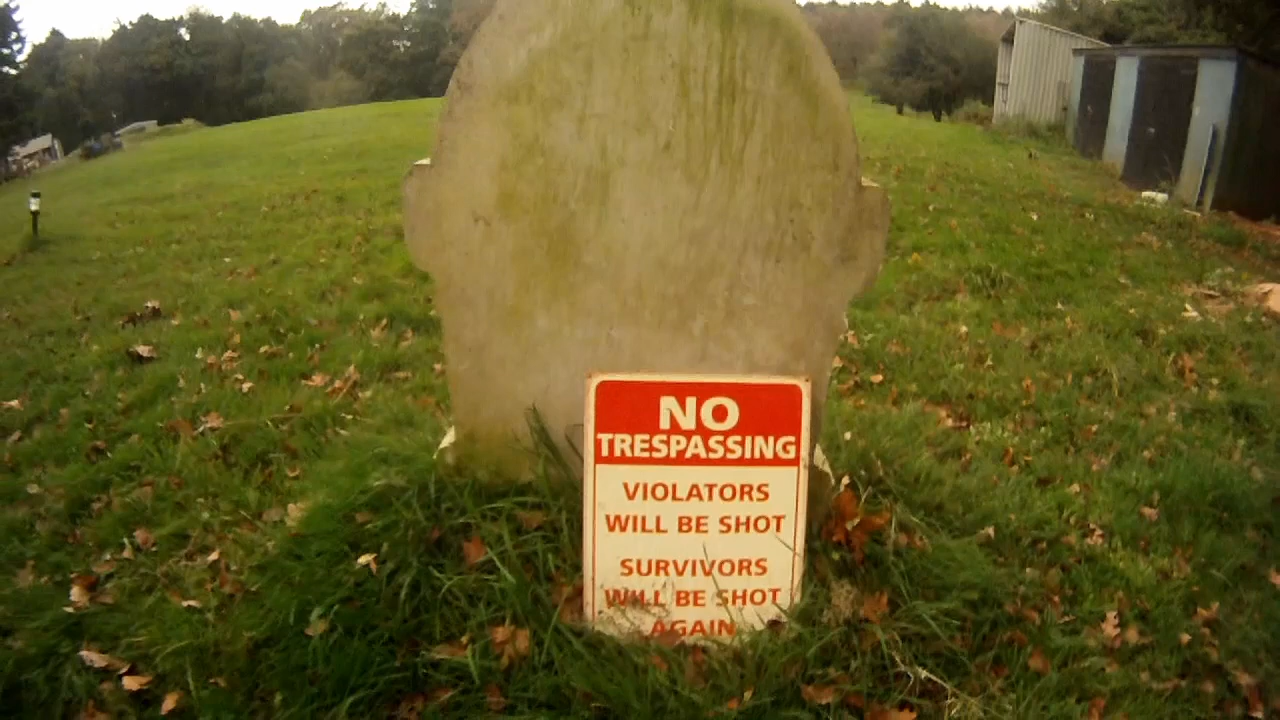 NO
TRESPASSING
VIOLATORS
WILL BE SHOT
SURVIVORS
WILL BE SHOT
AGAIN